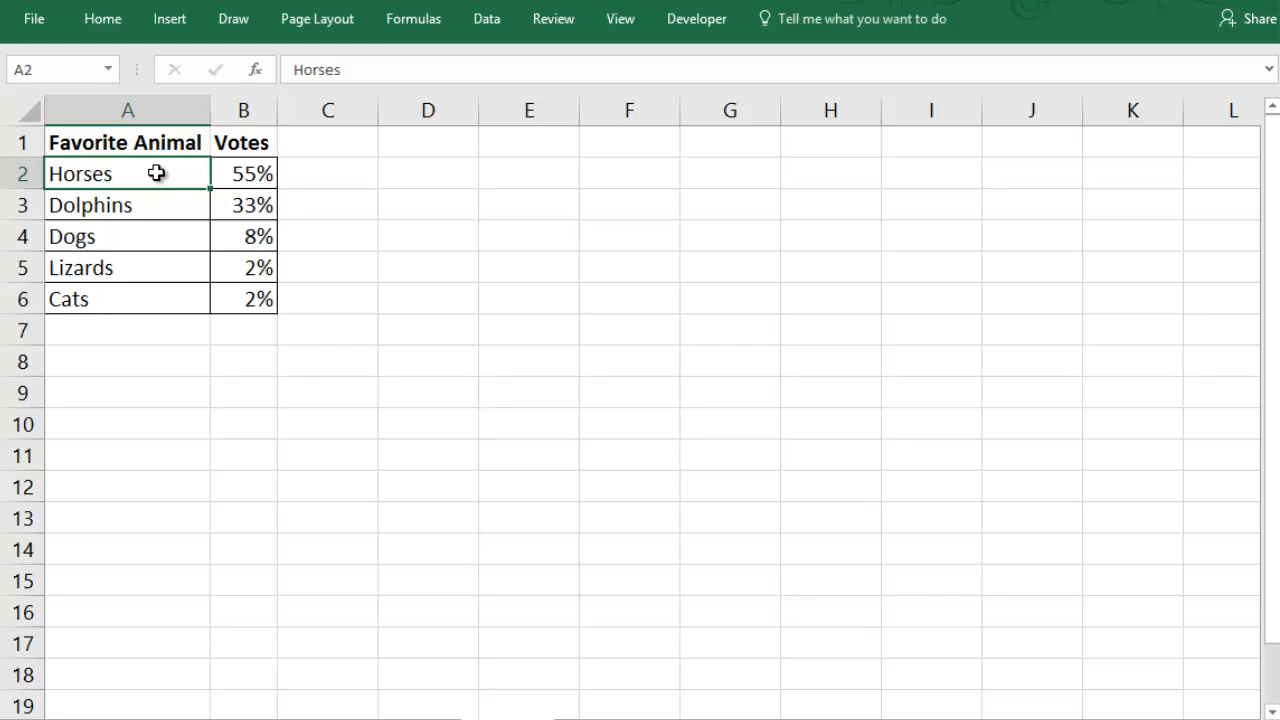 File Home Insert Draw Page Layout Formulas Data Review View Developer Tell me what you want to do Share
A2 fx Horses
A B C D E F G H I J K L
1 Favorite Animal Votes
2 Horses 55%
3 Dolphins 33%
4 Dogs 8%
5 Lizards 2%
6 Cats 2%
7
8
9
10
11
12
13
14
15
16
17
18
19